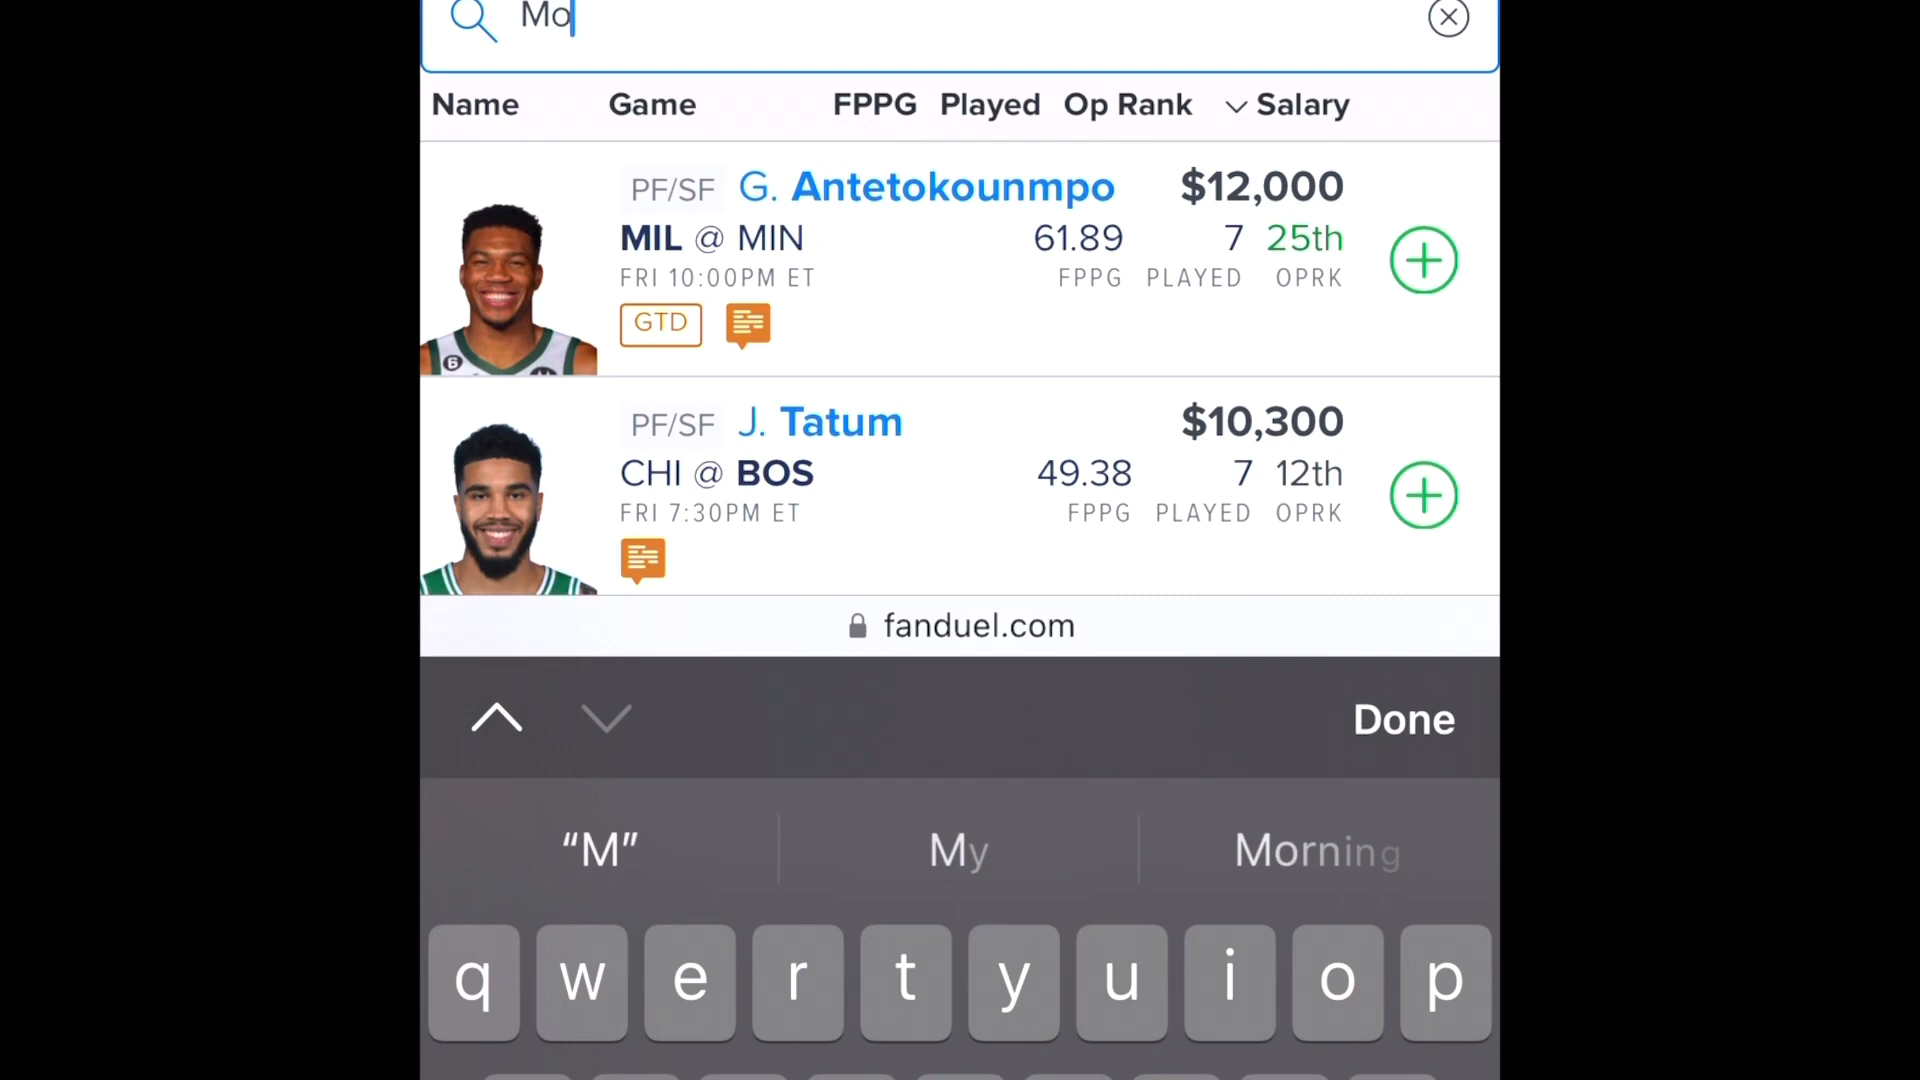 Mo
Name Game FPPG Played Op Rank Salary
PF/SF G. Antetokounmpo $12,000
MIL @ MIN 61.89 7 25th
FRI 10:00PM ET FPPG PLAYED OPRK
GTD
PF/SF J. Tatum $10,300
CHI @ BOS 49.38 7 12th
FRI 7:30PM ET FPPG PLAYED OPRK
fanduel.com
Done
“M” My Morning
q w e r t y u i o p